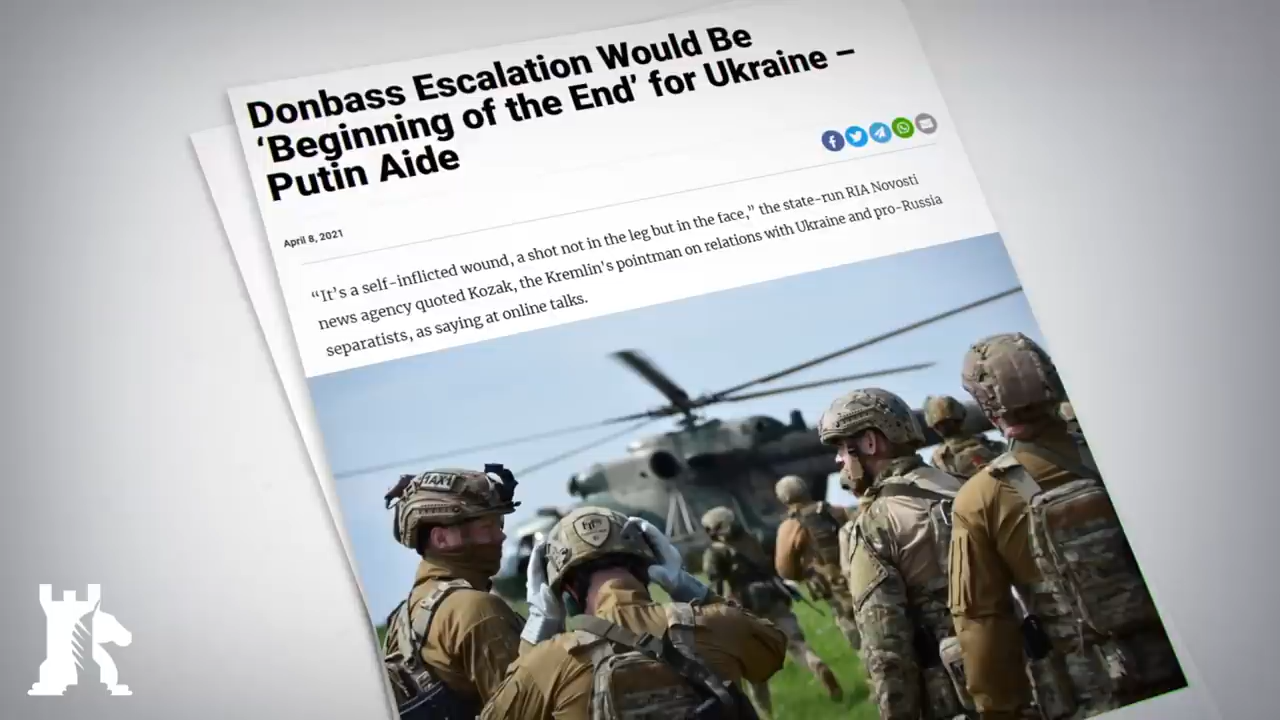 Donbass Escalation Would Be
‘Beginning of the End’ for Ukraine –
Putin Aide
April 8, 2021
“It’s a self-inflicted wound, a shot not in the leg but in the face,” the state-run RIA Novosti
news agency quoted Kozak, the Kremlin’s pointman on relations with Ukraine and pro-Russia
separatists, as saying at online talks.